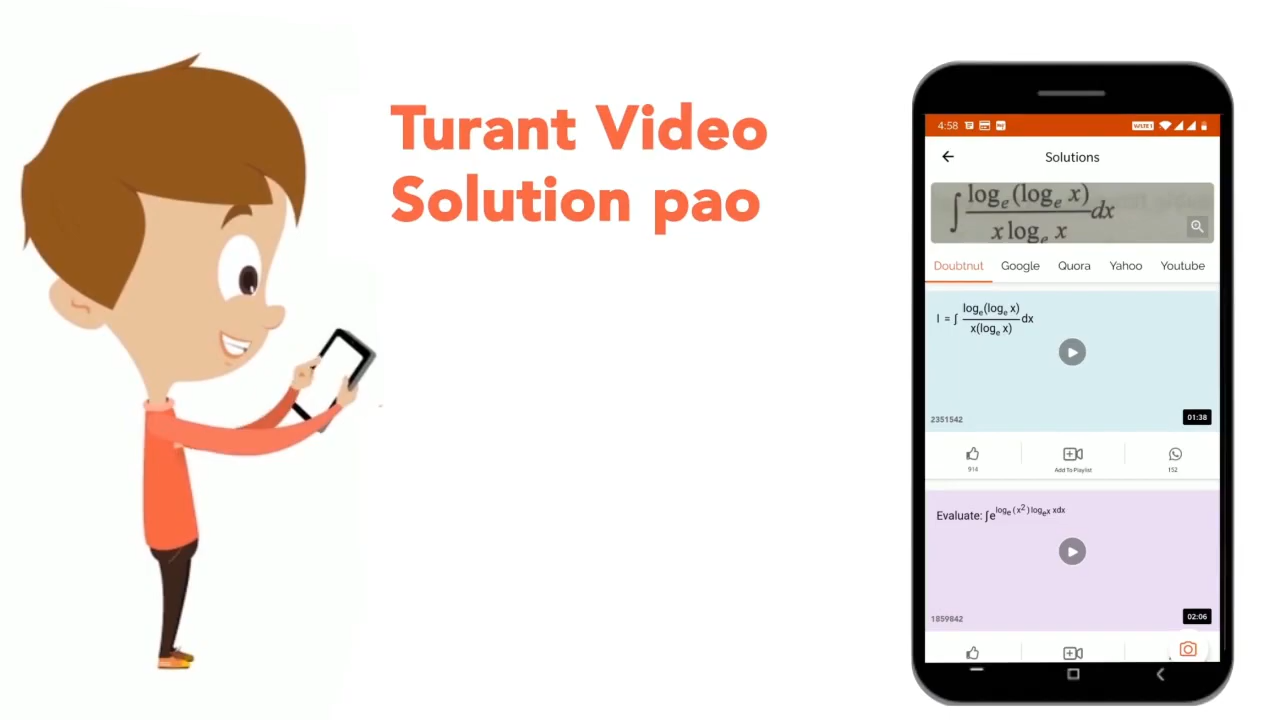 Turant Video
Solution pao
4:58
VoLTE1
Solutions
∫ logₑ(logₑ x) / x logₑ x dx
Doubtnut Google Quora Yahoo Youtube
I = ∫ logₑ(logₑ x) / x(logₑ x) dx
2351542 01:38
914 Add To Playlist 152
Evaluate: ∫e^logₑ(x²)logₑx xdx
1859842 02:06